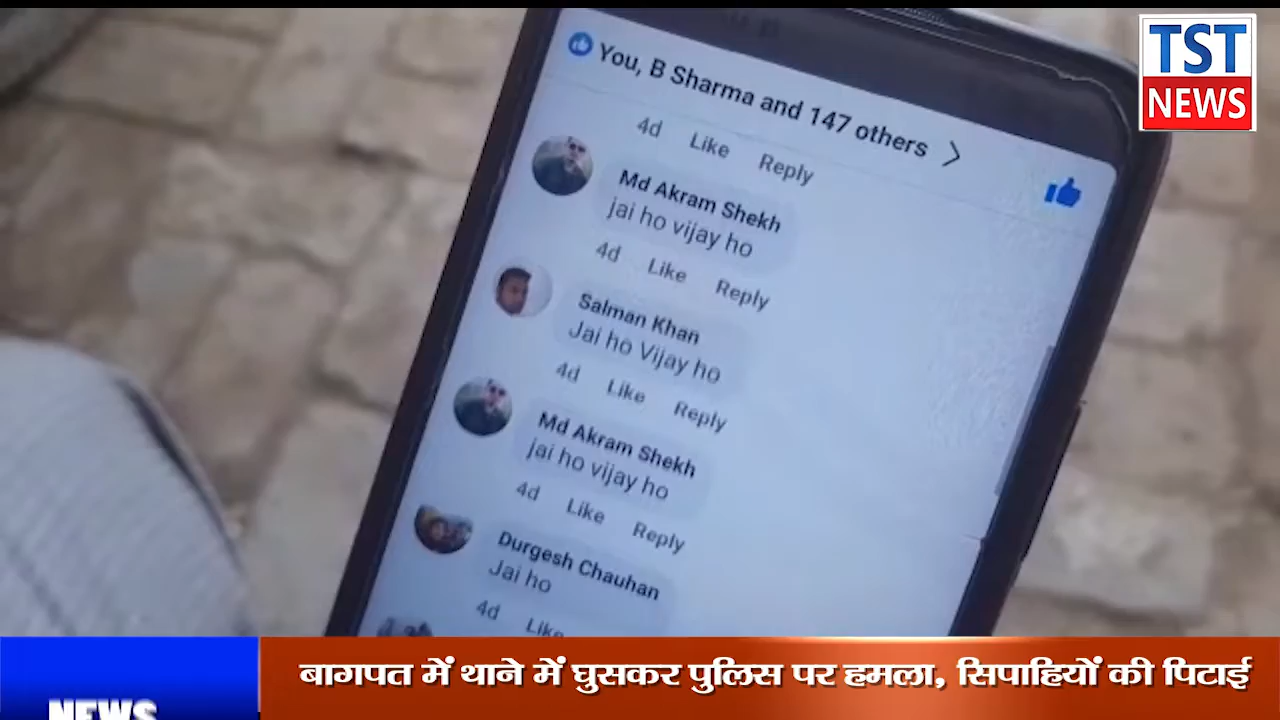 TST
NEWS
You, B Sharma and 147 others
4d Like Reply
Md Akram Shekh
jai ho vijay ho
4d Like Reply
Salman Khan
Jai ho Vijay ho
4d Like Reply
Md Akram Shekh
jai ho vijay ho
4d Like Reply
Durgesh Chauhan
Jai ho
4d Like
NEWS
बागपत में थाने में घुसकर पुलिस पर हमला, सिपाहियों की पिटाई